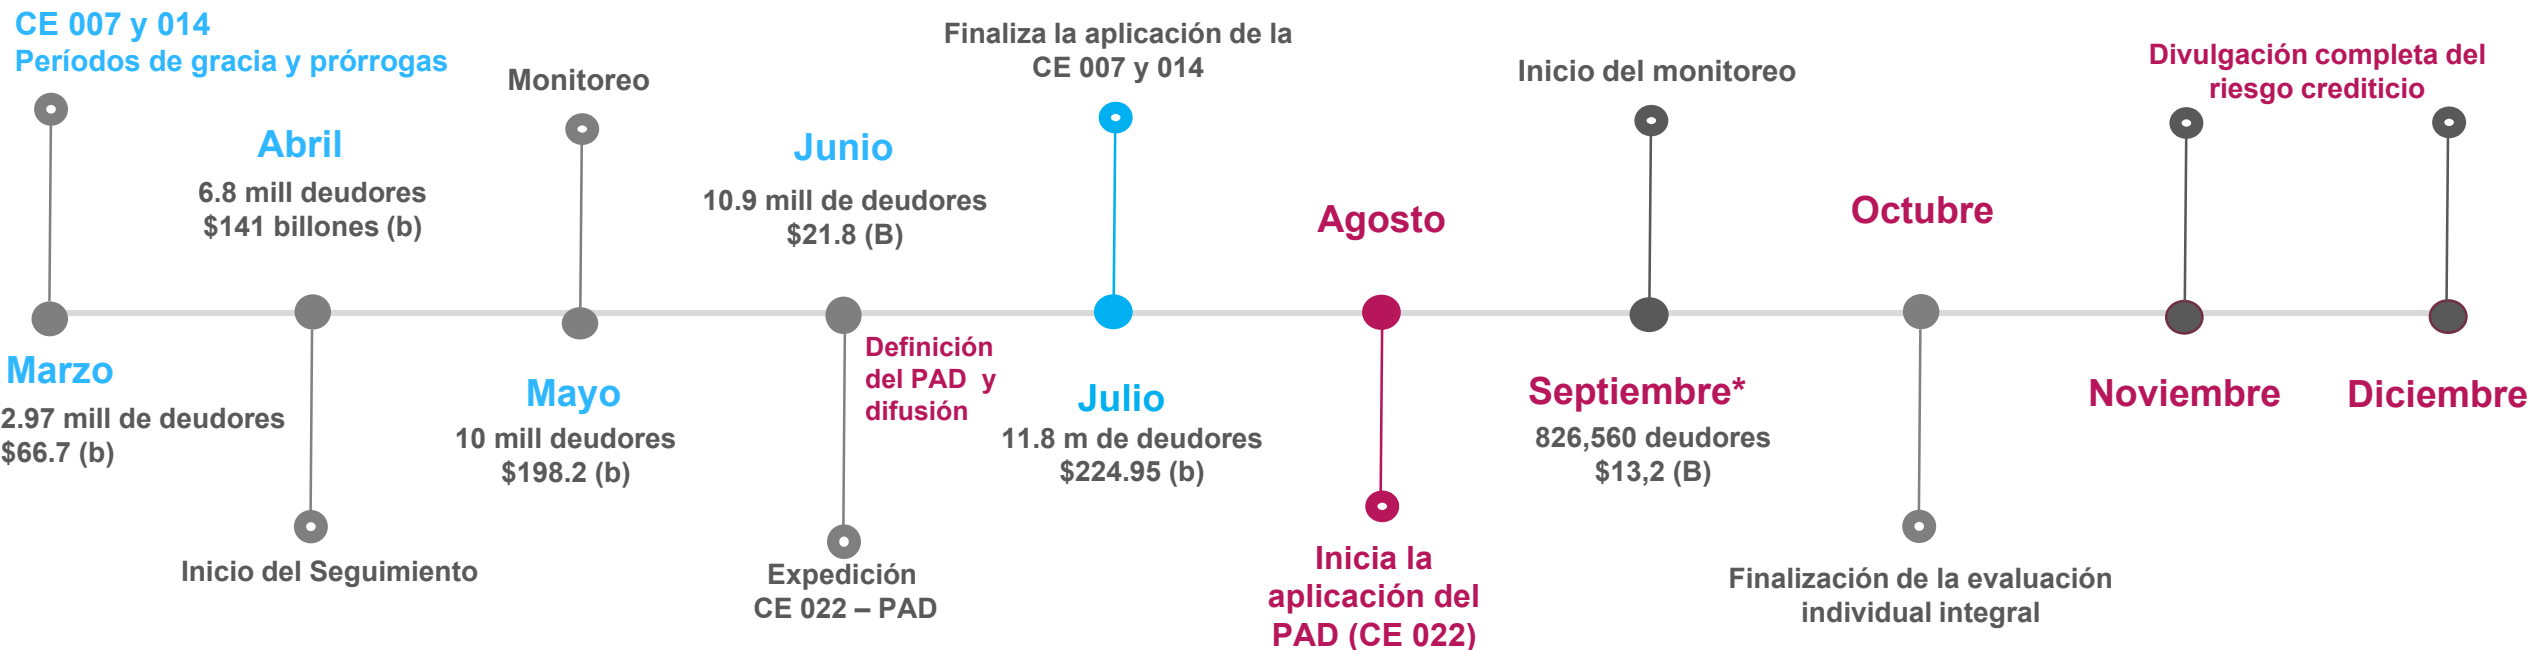 CE 007 y 014
Períodos de gracia y prórrogas
Marzo
2.97 mill de deudores
$66.7 (b)
Abril
6.8 mill deudores
$141 billones (b)
Inicio del Seguimiento
Monitoreo
Mayo
10 mill deudores
$198.2 (b)
Junio
10.9 mill de deudores
$21.8 (B)
Definición
del PAD y
difusión
Expedición
CE 022 – PAD
Finaliza la aplicación de la
CE 007 y 014
Julio
11.8 m de deudores
$224.95 (b)
Agosto
Inicia la
aplicación del
PAD (CE 022)
Inicio del monitoreo
Septiembre*
826,560 deudores
$13,2 (B)
Octubre
Finalización de la evaluación
individual integral
Divulgación completa del
riesgo crediticio
Noviembre
Diciembre